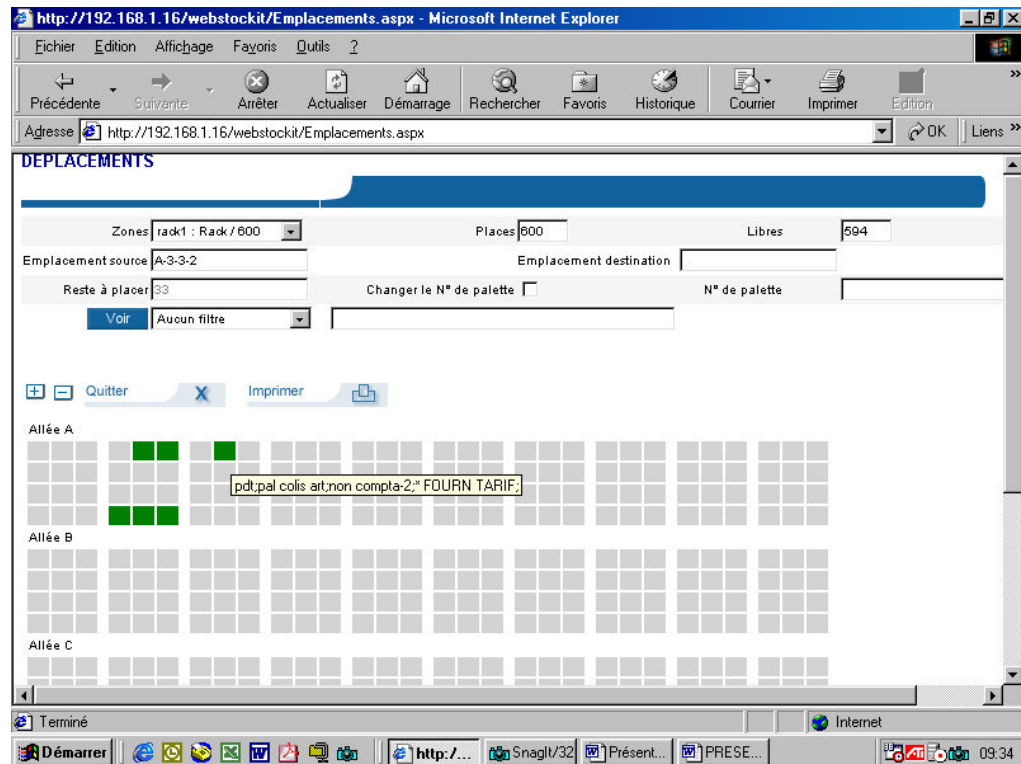 http://192.168.1.16/webstockit/Emplacements.aspx - Microsoft Internet Explorer
Fichier Edition Affichage Favoris Outils ?
Précédente Suivante Arrêter Actualiser Démarrage Rechercher Favoris Historique Courrier Imprimer Edition »
Adresse http://192.168.1.16/webstockit/Emplacements.aspx OK Liens »
DEPLACEMENTS
Zones rack1 : Rack / 600 Places 600 Libres 594
Emplacement source A-3-3-2 Emplacement destination
Reste à placer 33 Changer le N° de palette N° de palette
Voir Aucun filtre
Quitter X Imprimer
Allée A
pdt;pal colis art;non compta-2;* FOURN TARIF;
Allée B
Allée C
Terminé Internet
Démarrer http:/... SnagIt/32 Présent... PRESE... 09:34